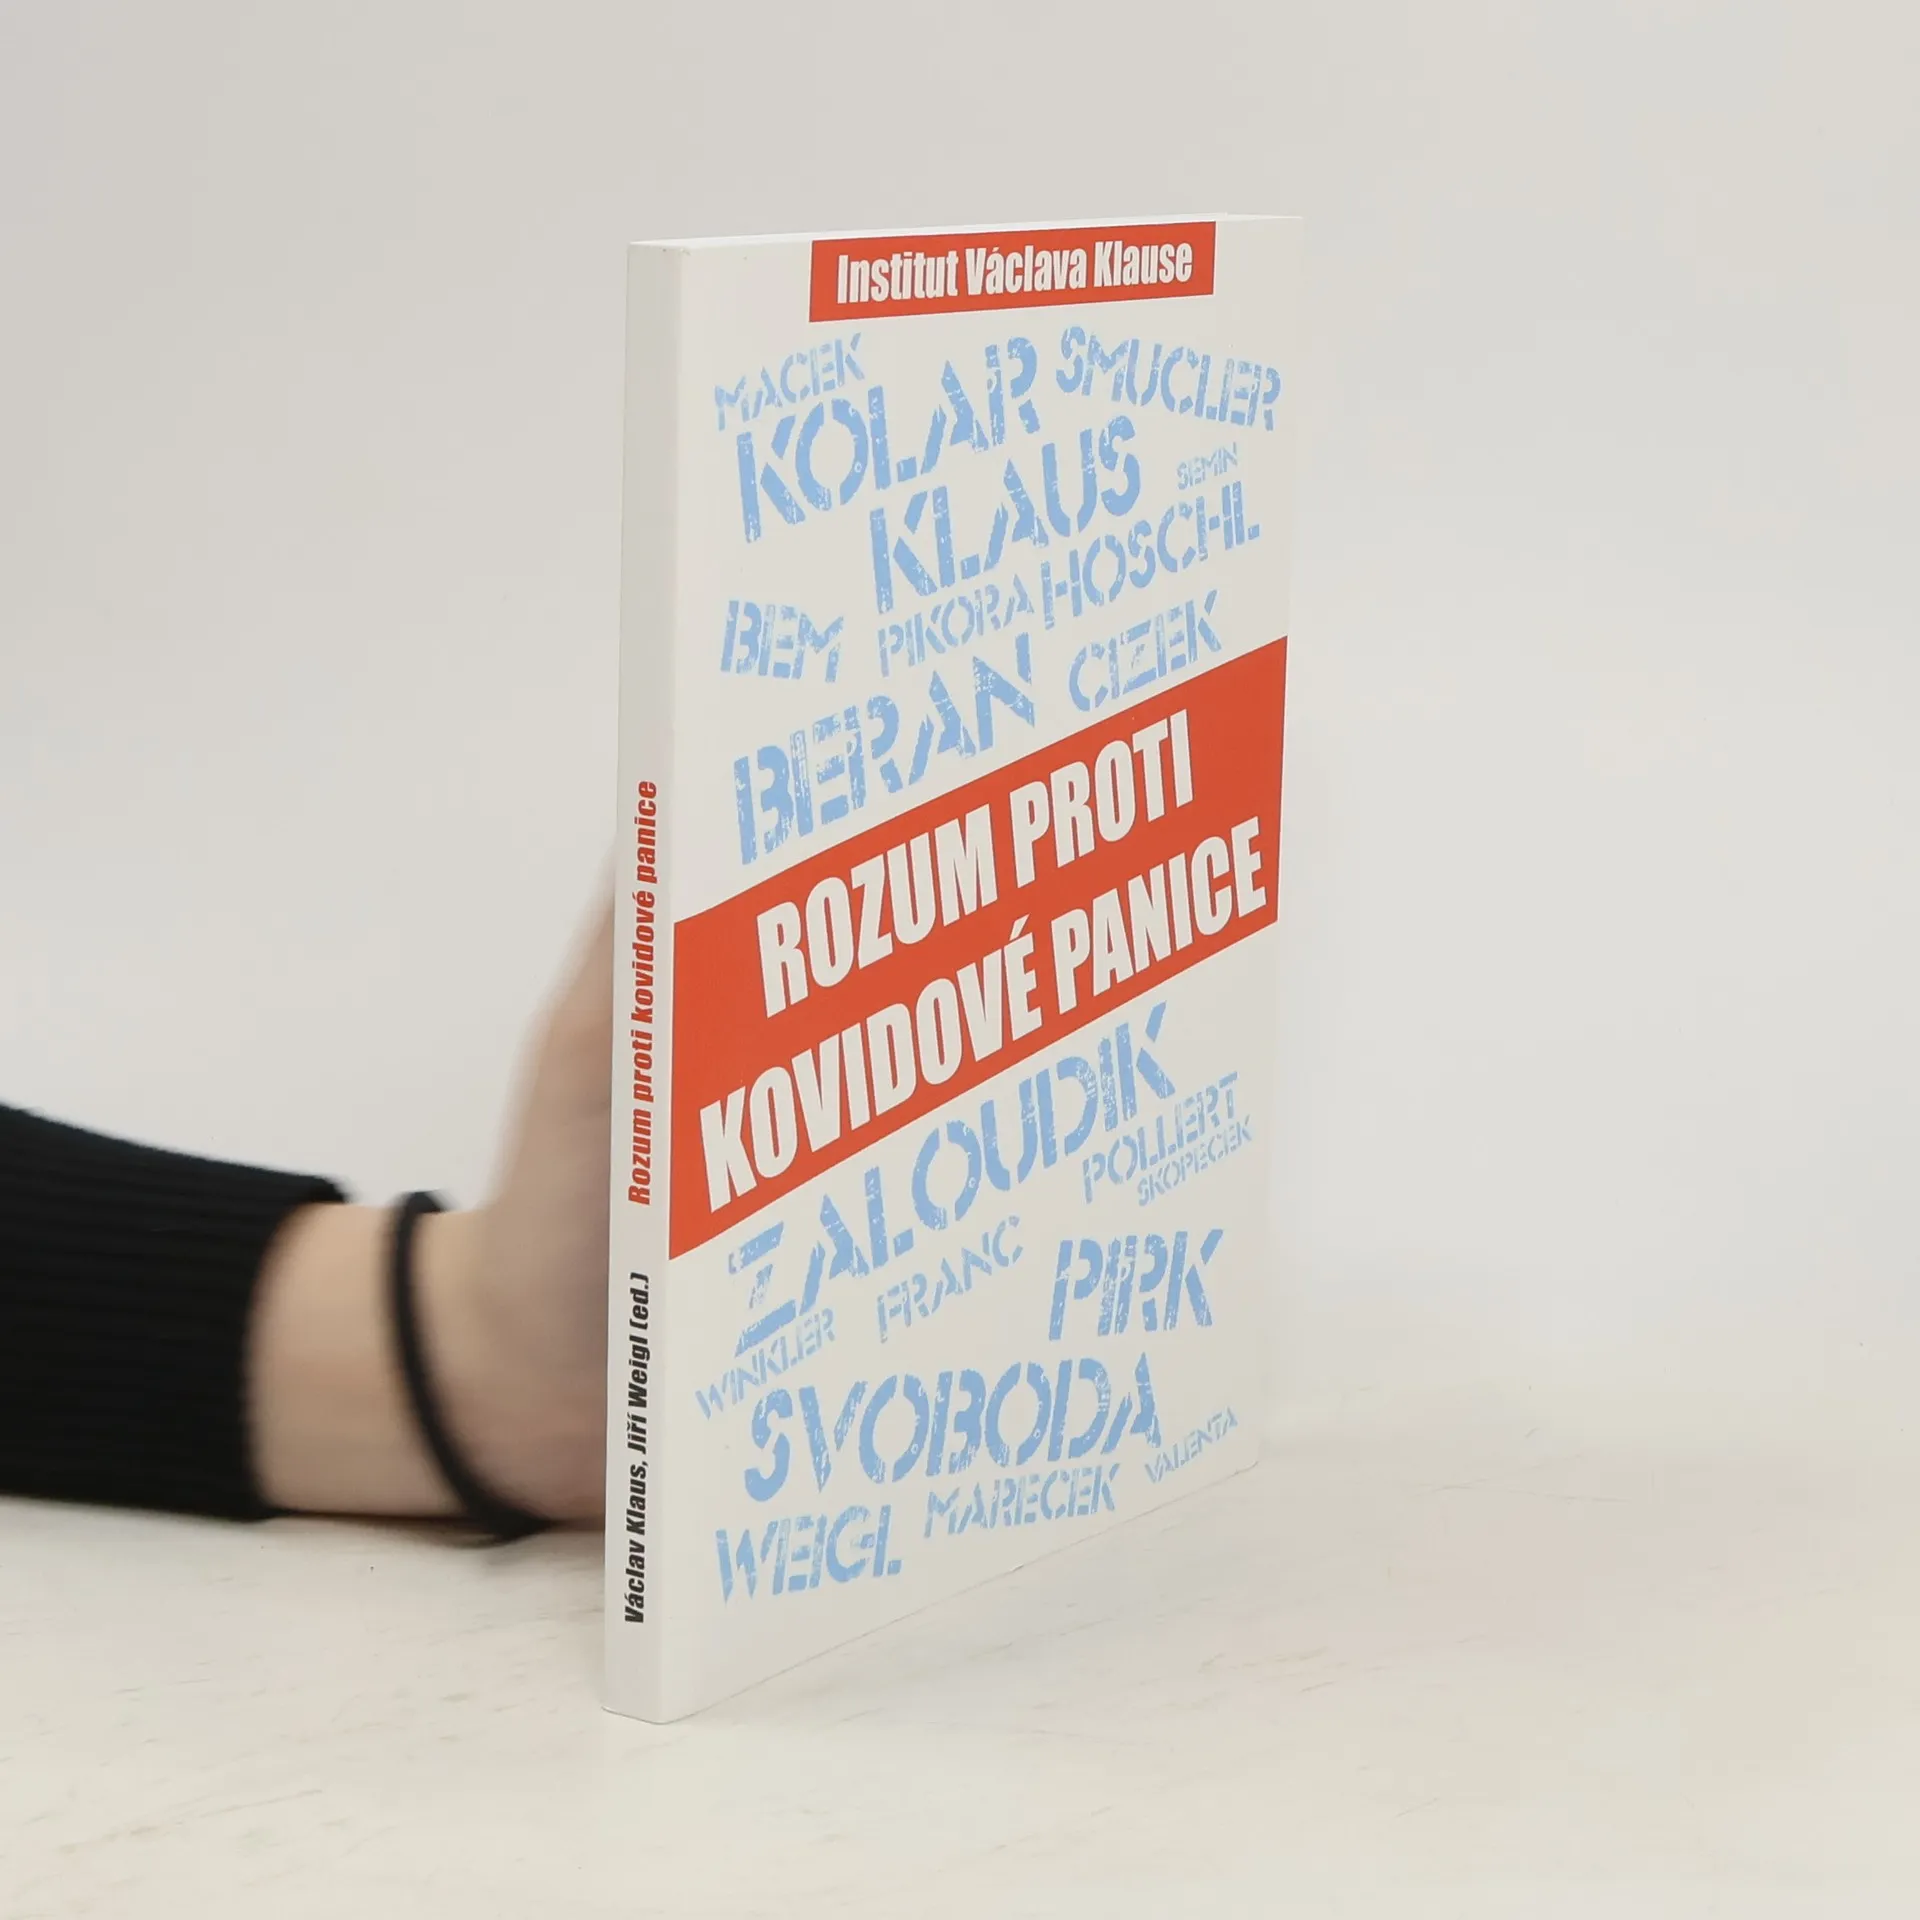 Institut Václava Klause
MACEK
KOLAR
SMUCLER
KLAUS
SEMIN
BEM
PIKORA
HOSCHL
BERAN
CIZEK
ROZUM PROTI
KOVIDOVÉ PANICE
ZALOUDIK
POLLERT
SKOPECEK
WINKLER
FRANC
PIRK
SVOBODA
WEIGL
MARECEK
VALENTA
Václav Klaus, Jiří Weigl (ed.) Rozum proti kovidové panice